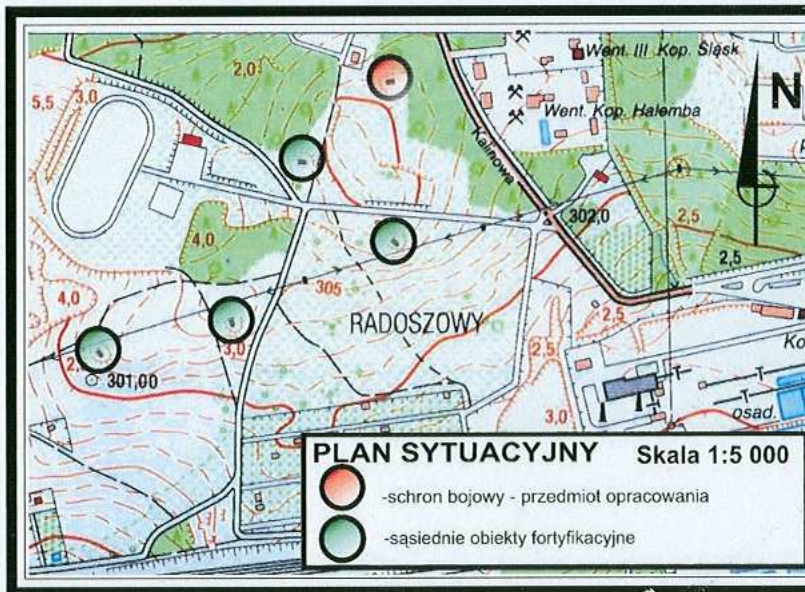 2,0
Went. III. Kop. Śląsk
N
5,5
3,0
Went. Kop. Halemba
Kalinowa
4,0
302,0
2,5
2,5
305
4,0
RADOSZOWY
3,0
2,5
2,5
301,00
Ko
osad.
3,0
PLAN SYTUACYJNY Skala 1:5 000
-schron bojowy - przedmiot opracowania
-sąsiednie obiekty fortyfikacyjne